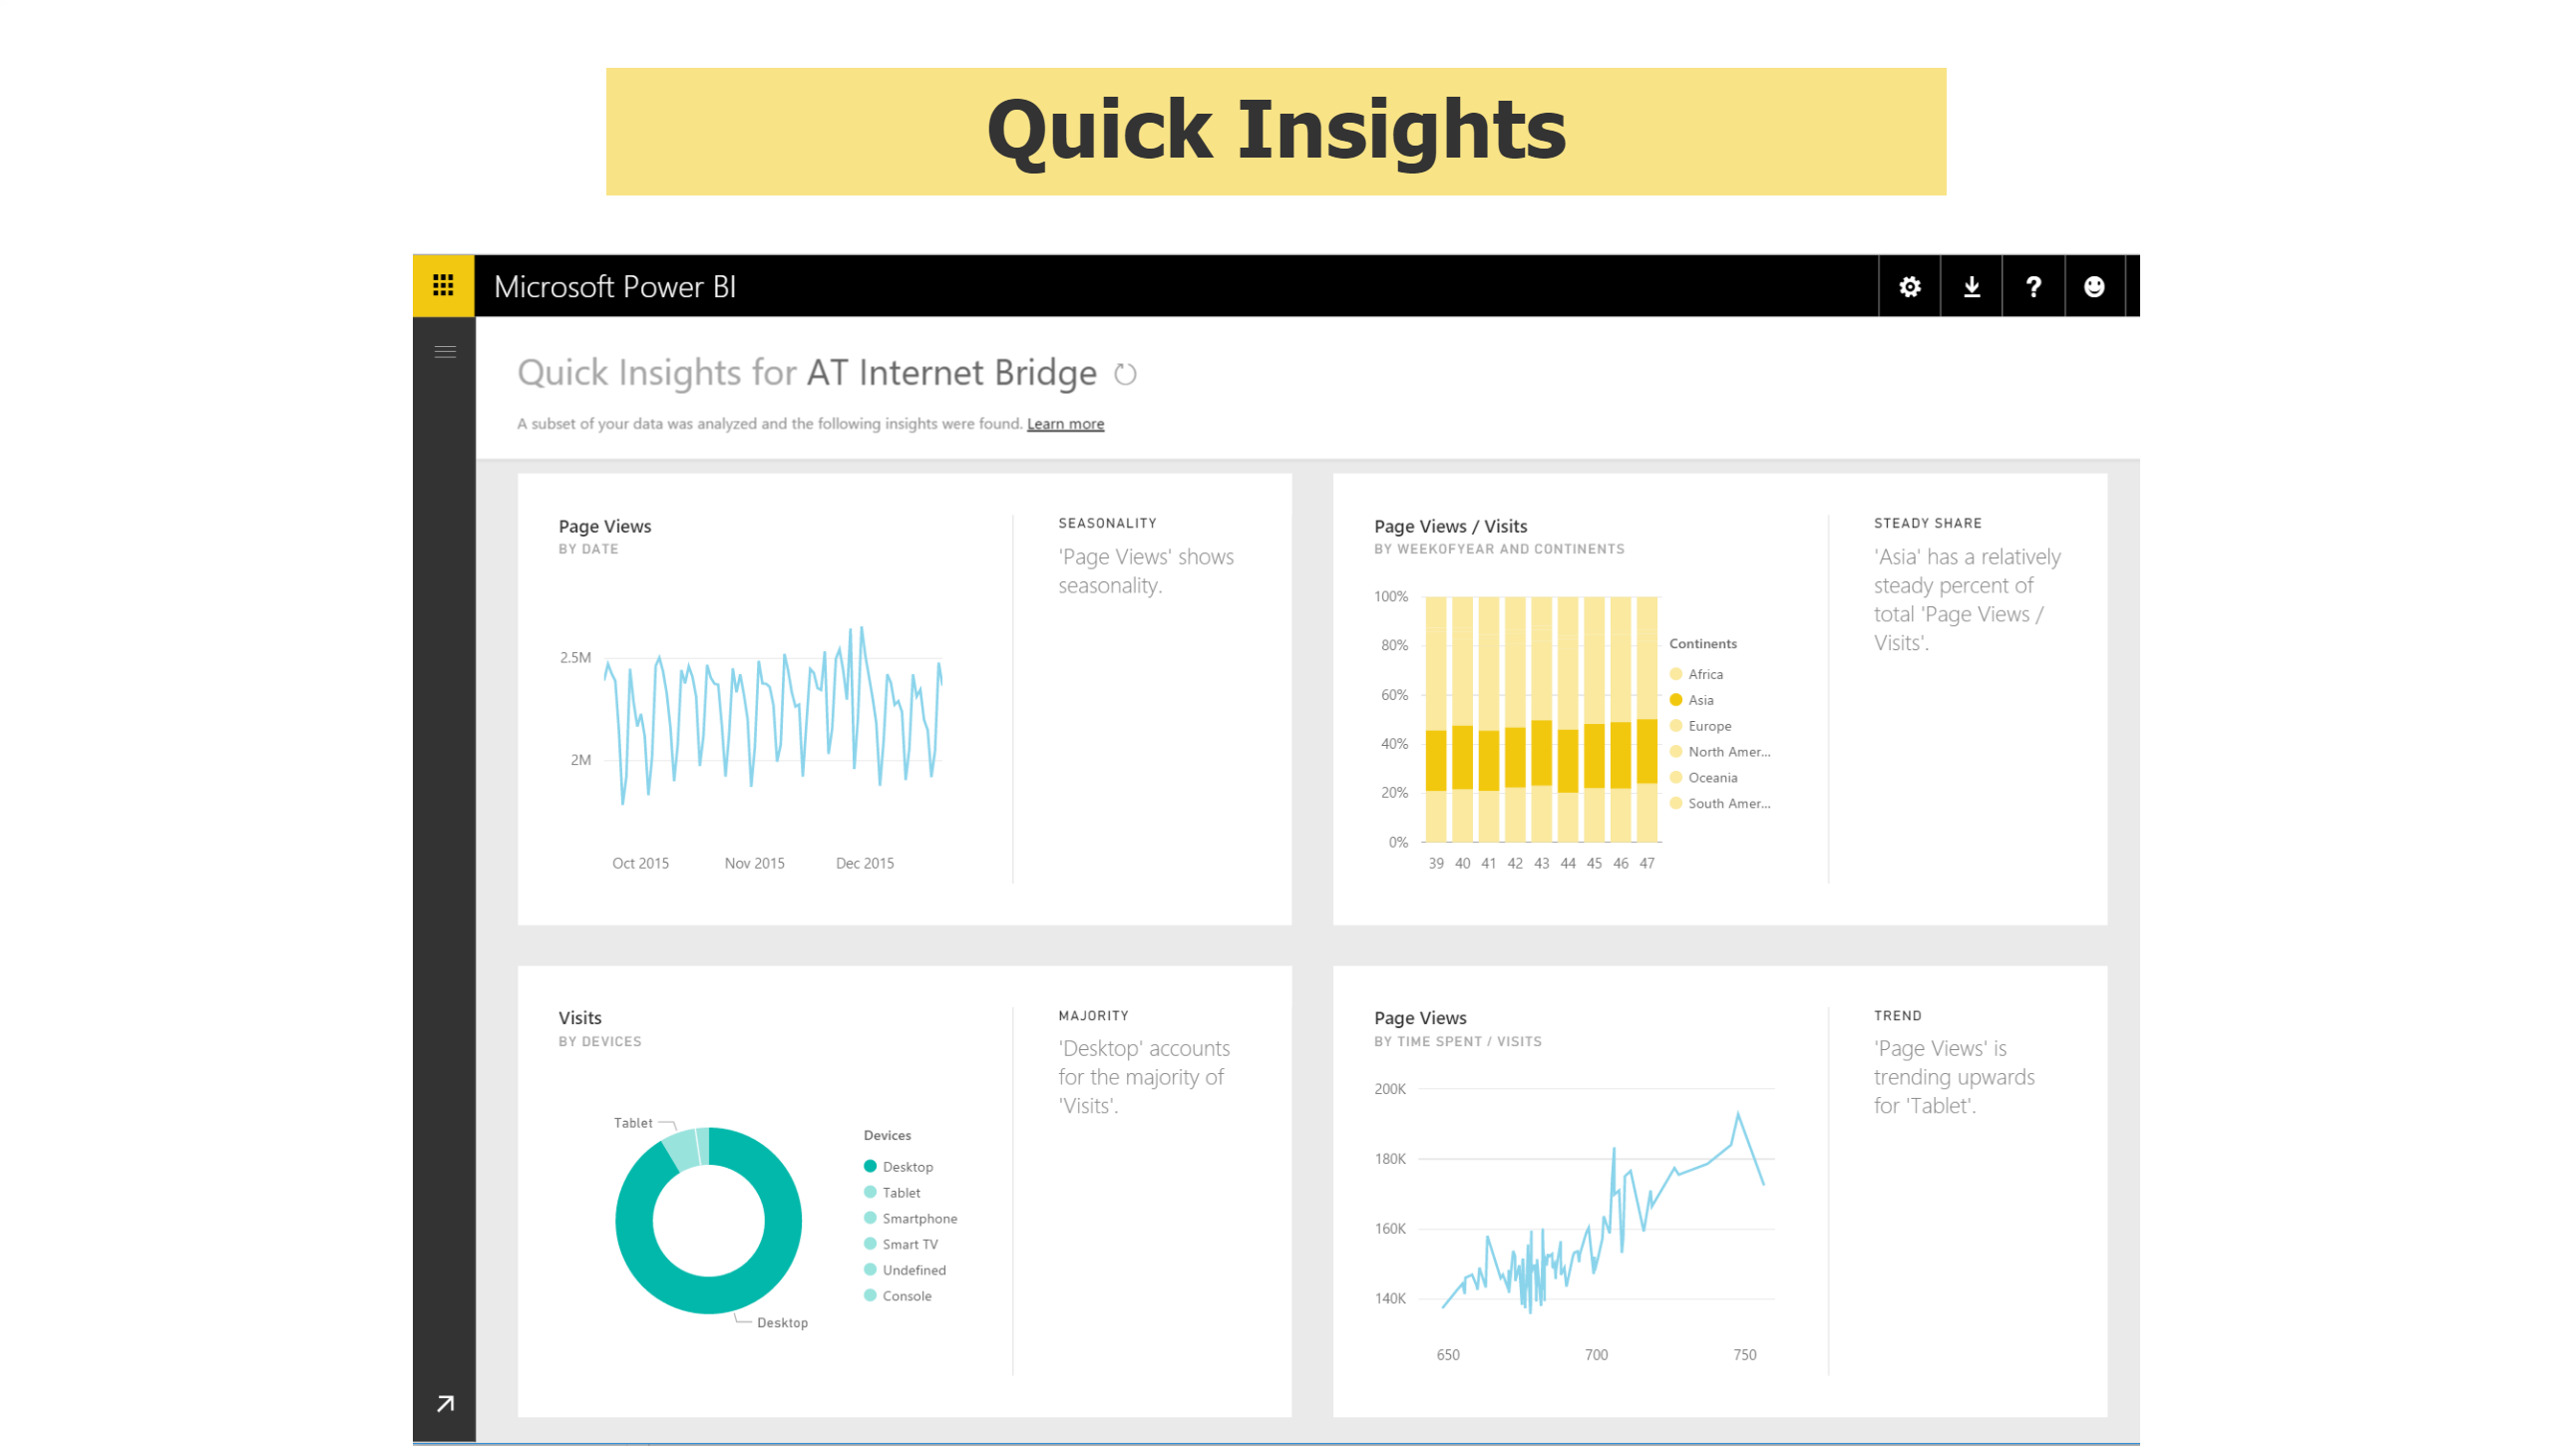 Quick Insights
Microsoft Power BI
?
Quick Insights for AT Internet Bridge
A subset of your data was analyzed and the following insights were found. Learn more
Page Views
BY DATE
2.5M
2M
Oct 2015 Nov 2015 Dec 2015
SEASONALITY
'Page Views' shows
seasonality.
Page Views / Visits
BY WEEKOFYEAR AND CONTINENTS
100%
80%
60%
40%
20%
0%
39 40 41 42 43 44 45 46 47
Continents
Africa
Asia
Europe
North Amer...
Oceania
South Amer...
STEADY SHARE
'Asia' has a relatively
steady percent of
total 'Page Views /
Visits'.
Visits
BY DEVICES
Tablet
Desktop
Devices
Desktop
Tablet
Smartphone
Smart TV
Undefined
Console
MAJORITY
'Desktop' accounts
for the majority of
'Visits'.
Page Views
BY TIME SPENT / VISITS
200K
180K
160K
140K
650 700 750
TREND
'Page Views' is
trending upwards
for 'Tablet'.